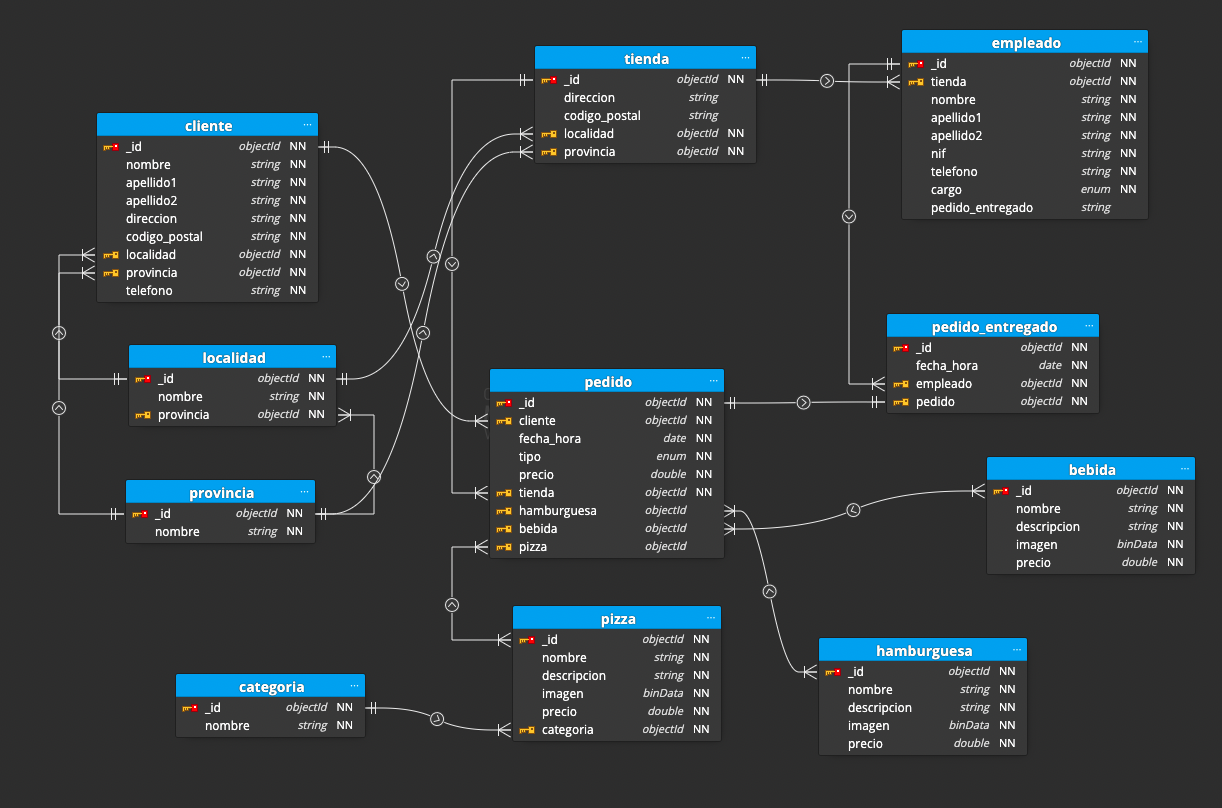 cliente
_id objectId NN
nombre string NN
apellido1 string NN
apellido2 string NN
direccion string NN
codigo_postal string NN
localidad objectId NN
provincia objectId NN
telefono string NN
localidad
_id objectId NN
nombre string NN
provincia objectId NN
provincia
_id objectId NN
nombre string NN
categoria
_id objectId NN
nombre string NN
tienda
_id objectId NN
direccion string
codigo_postal string
localidad objectId NN
provincia objectId NN
pedido
_id objectId NN
cliente objectId NN
fecha_hora date NN
tipo enum NN
precio double NN
tienda objectId NN
hamburguesa objectId
bebida objectId
pizza objectId
pizza
_id objectId NN
nombre string NN
descripcion string NN
imagen binData NN
precio double NN
categoria objectId NN
empleado
_id objectId NN
tienda objectId NN
nombre string NN
apellido1 string NN
apellido2 string NN
nif string NN
telefono string NN
cargo enum NN
pedido_entregado string
pedido_entregado
_id objectId NN
fecha_hora date NN
empleado objectId NN
pedido objectId NN
bebida
_id objectId NN
nombre string NN
descripcion string NN
imagen binData NN
precio double NN
hamburguesa
_id objectId NN
nombre string NN
descripcion string NN
imagen binData NN
precio double NN